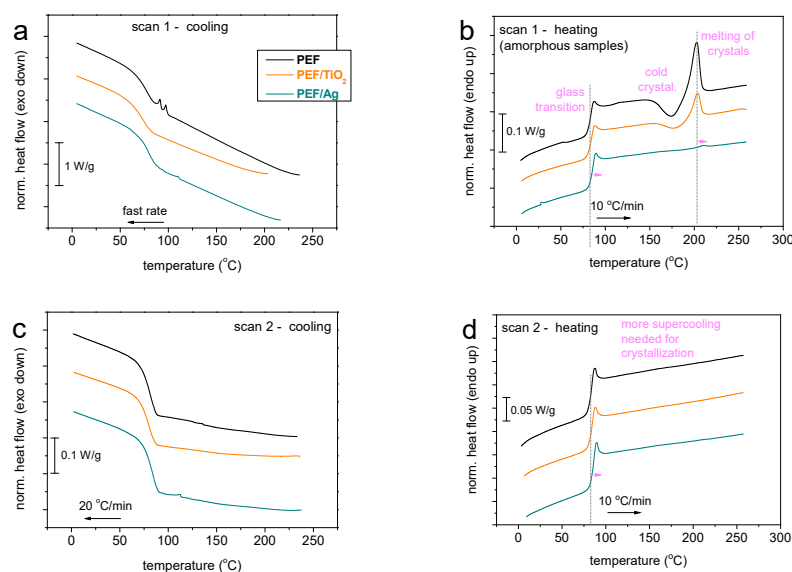 a
scan 1 - cooling
PEF
PEF/TiO₂
PEF/Ag
1 W/g
fast rate
norm. heat flow (exo down)
0 50 100 150 200 250
temperature (°C)
b
scan 1 - heating
(amorphous samples)
melting of
crystals
cold
crystal.
glass
transition
0.1 W/g
10 °C/min
norm. heat flow (endo up)
0 50 100 150 200 250 300
temperature (°C)
c
scan 2 - cooling
0.1 W/g
20 °C/min
norm. heat flow (exo down)
0 50 100 150 200 250
temperature (°C)
d
scan 2 - heating
more supercooling
needed for
crystallization
0.05 W/g
10 °C/min
norm. heat flow (endo up)
0 50 100 150 200 250 300
temperature (°C)